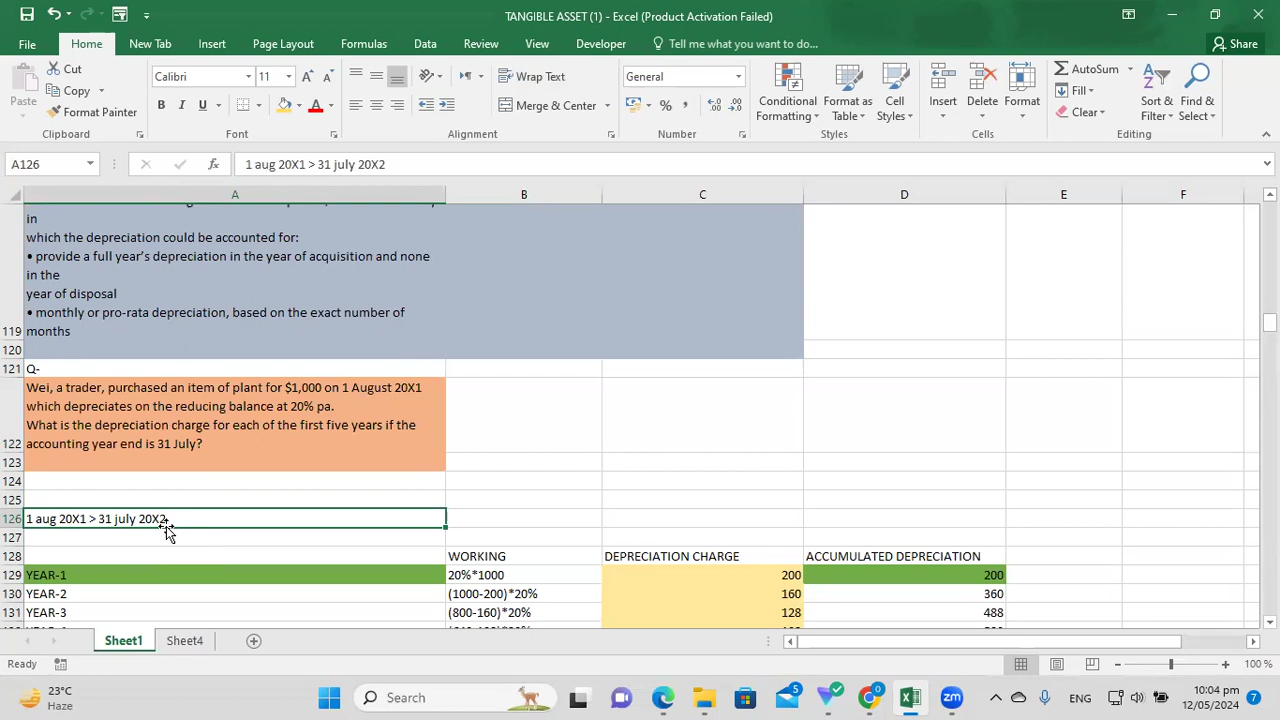 TANGIBLE ASSET (1) - Excel (Product Activation Failed)
File Home New Tab Insert Page Layout Formulas Data Review View Developer Tell me what you want to do... Share
Paste Cut Copy Format Painter Clipboard
Calibri 11 A A B I U A Font
Wrap Text Merge & Center Alignment
General % , Number
Conditional Formatting Format as Table Cell Styles Styles
Insert Delete Format Cells
AutoSum Fill Clear Sort & Filter Find & Select Editing
A126 fx 1 aug 20X1 > 31 july 20X2
A B C D E F
in
which the depreciation could be accounted for:
• provide a full year's depreciation in the year of acquisition and none
in the
year of disposal
• monthly or pro-rata depreciation, based on the exact number of
119 months
120
121 Q-
Wei, a trader, purchased an item of plant for $1,000 on 1 August 20X1
which depreciates on the reducing balance at 20% pa.
What is the depreciation charge for each of the first five years if the
122 accounting year end is 31 July?
123
124
125
126 1 aug 20X1 > 31 july 20X2
127
128 WORKING DEPRECIATION CHARGE ACCUMULATED DEPRECIATION
129 YEAR-1 20%*1000 200 200
130 YEAR-2 (1000-200)*20% 160 360
131 YEAR-3 (800-160)*20% 128 488
Sheet1 Sheet4
Ready 100 %
23°C
Haze
Search
5
0
ENG
10:04 pm
12/05/2024
7